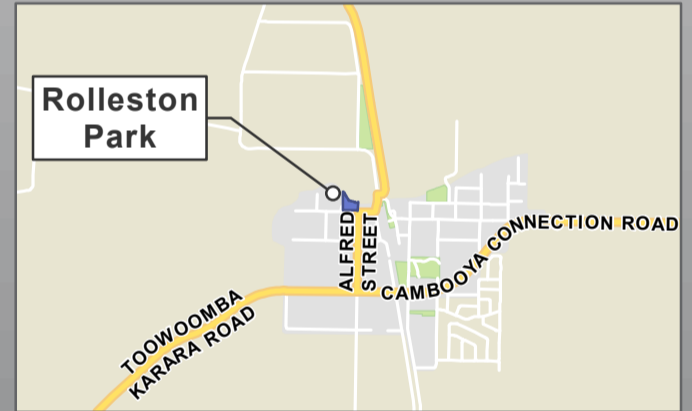 Rolleston
Park
ALFRED
STREET
CAMBOOYA CONNECTION ROAD
TOOWOOMBA
KARARA ROAD